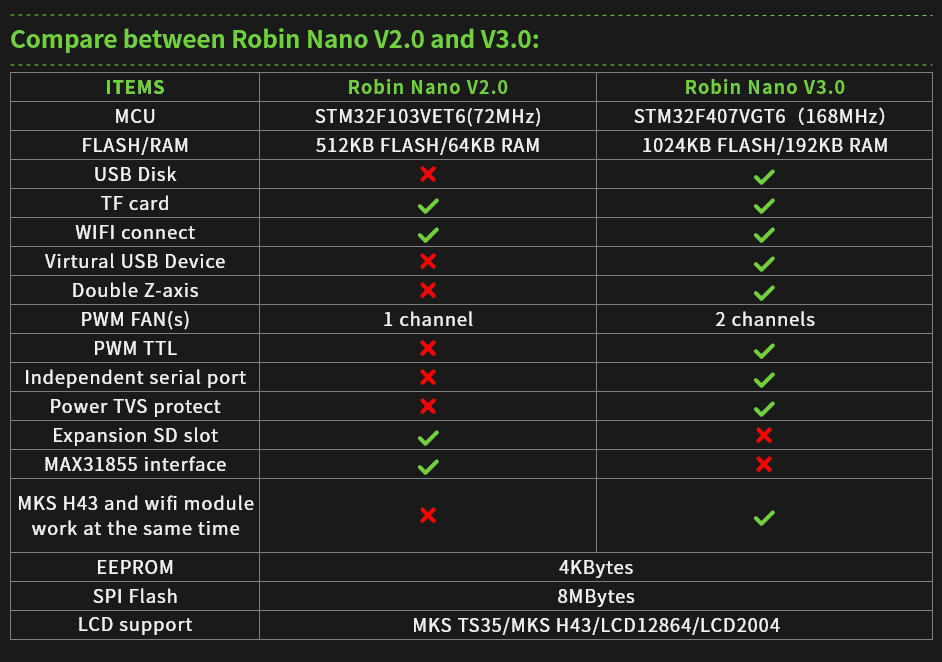 Compare between Robin Nano V2.0 and V3.0:
ITEMS Robin Nano V2.0 Robin Nano V3.0
MCU STM32F103VET6(72MHz) STM32F407VGT6（168MHz）
FLASH/RAM 512KB FLASH/64KB RAM 1024KB FLASH/192KB RAM
USB Disk
TF card
WIFI connect
Virtural USB Device
Double Z-axis
PWM FAN(s) 1 channel 2 channels
PWM TTL
Independent serial port
Power TVS protect
Expansion SD slot
MAX31855 interface
MKS H43 and wifi module
work at the same time
EEPROM 4KBytes
SPI Flash 8MBytes
LCD support MKS TS35/MKS H43/LCD12864/LCD2004